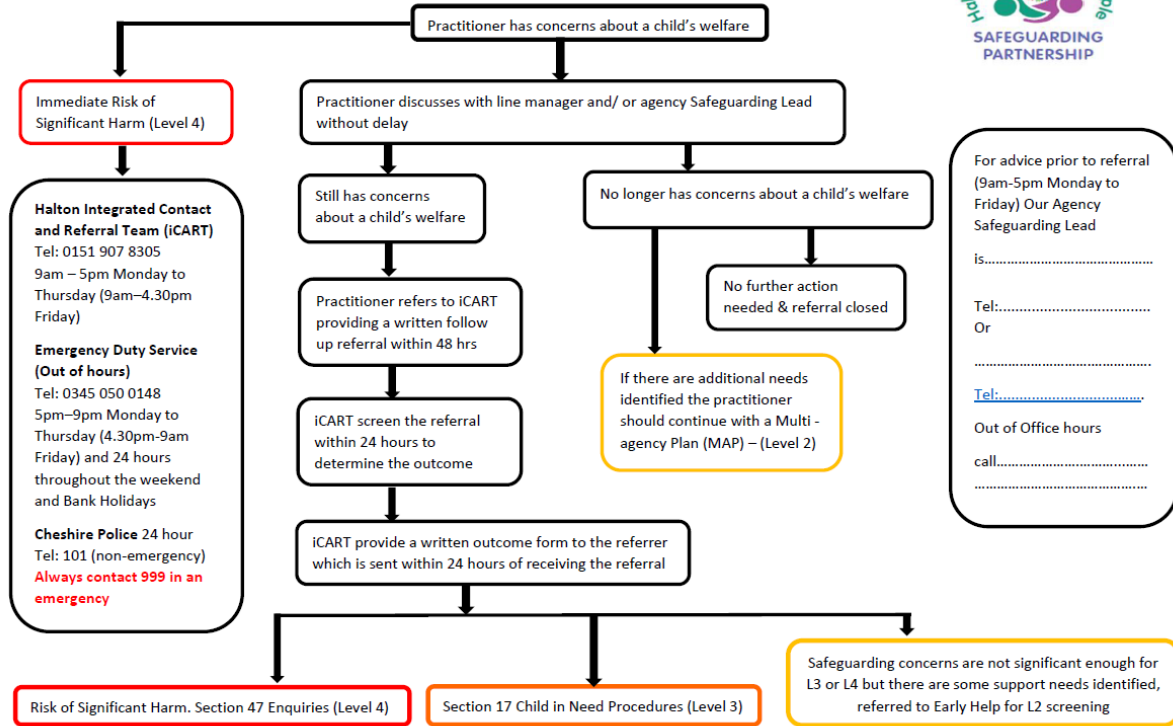 Practitioner has concerns about a child's welfare
SAFEGUARDING
PARTNERSHIP
Immediate Risk of
Significant Harm (Level 4)
Practitioner discusses with line manager and/ or agency Safeguarding Lead
without delay
Halton Integrated Contact
and Referral Team (iCART)
Tel: 0151 907 8305
9am – 5pm Monday to
Thursday (9am–4.30pm
Friday)
Emergency Duty Service
(Out of hours)
Tel: 0345 050 0148
5pm–9pm Monday to
Thursday (4.30pm-9am
Friday) and 24 hours
throughout the weekend
and Bank Holidays
Cheshire Police 24 hour
Tel: 101 (non-emergency)
Always contact 999 in an
emergency
Still has concerns
about a child's welfare
No longer has concerns about a child's welfare
Practitioner refers to iCART
providing a written follow
up referral within 48 hrs
No further action
needed & referral closed
If there are additional needs
identified the practitioner
should continue with a Multi -
agency Plan (MAP) – (Level 2)
iCART screen the referral
within 24 hours to
determine the outcome
iCART provide a written outcome form to the referrer
which is sent within 24 hours of receiving the referral
For advice prior to referral
(9am-5pm Monday to
Friday) Our Agency
Safeguarding Lead
is………………………………………
Tel:...................................
Or
……………………………………….
Tel:……………………………….
Out of Office hours
call……………………………………
……………………………………….
Risk of Significant Harm. Section 47 Enquiries (Level 4)
Section 17 Child in Need Procedures (Level 3)
Safeguarding concerns are not significant enough for
L3 or L4 but there are some support needs identified,
referred to Early Help for L2 screening